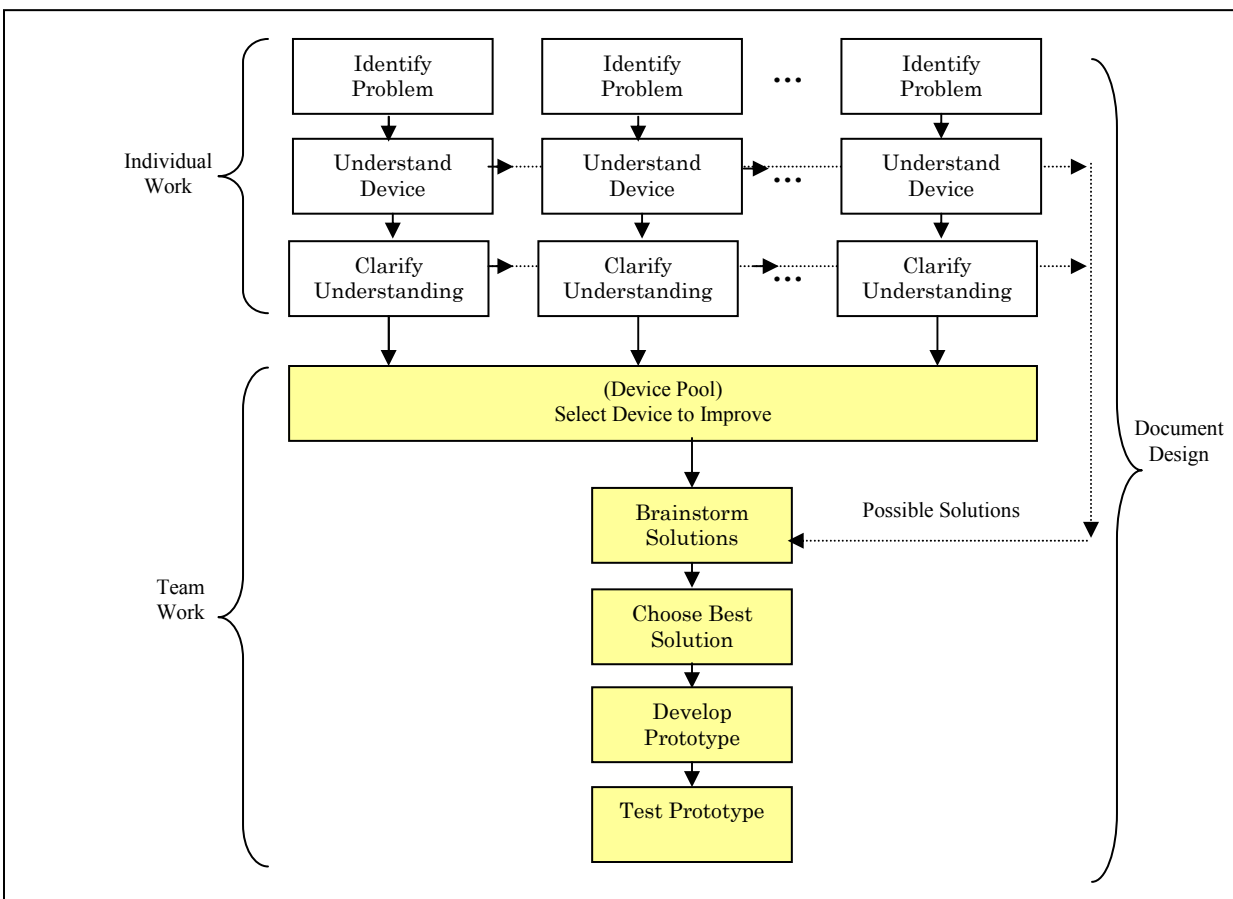 Identify
Problem
Identify
Problem
...
Identify
Problem
Individual
Work
Understand
Device
Understand
Device
...
Understand
Device
Clarify
Understanding
Clarify
Understanding
...
Clarify
Understanding
(Device Pool)
Select Device to Improve
Document
Design
Brainstorm
Solutions
Possible Solutions
Team
Work
Choose Best
Solution
Develop
Prototype
Test Prototype